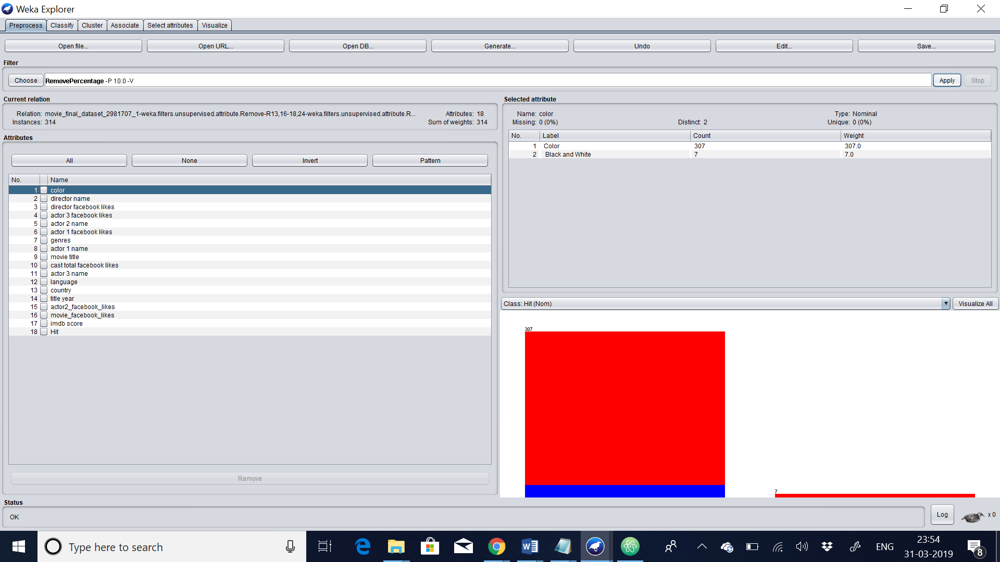 Weka Explorer
Preprocess Classify Cluster Associate Select attributes Visualize
Open file... Open URL... Open DB... Generate... Undo Edit... Save...
Filter
Choose RemovePercentage -P 10.0 -V Apply Stop
Current relation
Relation: movie_final_dataset_2981707_1-weka.filters.unsupervised.attribute.Remove-R13,16-18,24-weka.filters.unsupervised.attribute.R... Attributes: 18
Instances: 314 Sum of weights: 314
Attributes
All None Invert Pattern
No. Name
1 color
2 director name
3 director facebook likes
4 actor 3 facebook likes
5 actor 2 name
6 actor 1 facebook likes
7 genres
8 actor 1 name
9 movie title
10 cast total facebook likes
11 actor 3 name
12 language
13 country
14 title year
15 actor2_facebook_likes
16 movie_facebook_likes
17 imdb score
18 Hit
Remove
Selected attribute
Name: color Type: Nominal
Missing: 0 (0%) Distinct: 2 Unique: 0 (0%)
No. Label Count Weight
1 Color 307 307.0
2 Black and White 7 7.0
Class: Hit (Nom) Visualize All
307
7
Status
OK
Log x 0
Type here to search
ENG
23:54
31-03-2019
8